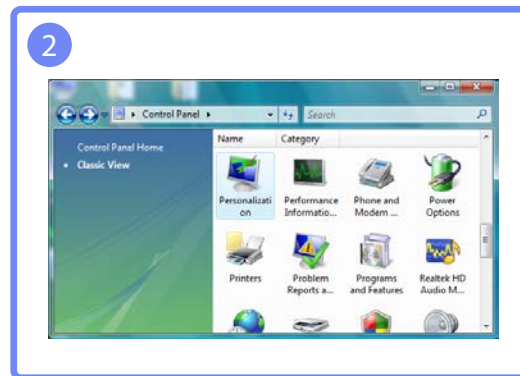 2
Control Panel
Search
Control Panel Home
Classic View
Name Category
Personalizati
on
Performance
Informatio...
Phone and
Modem ...
Power
Options
Printers
Problem
Reports a...
Programs
and Features
Realtek HD
Audio M...